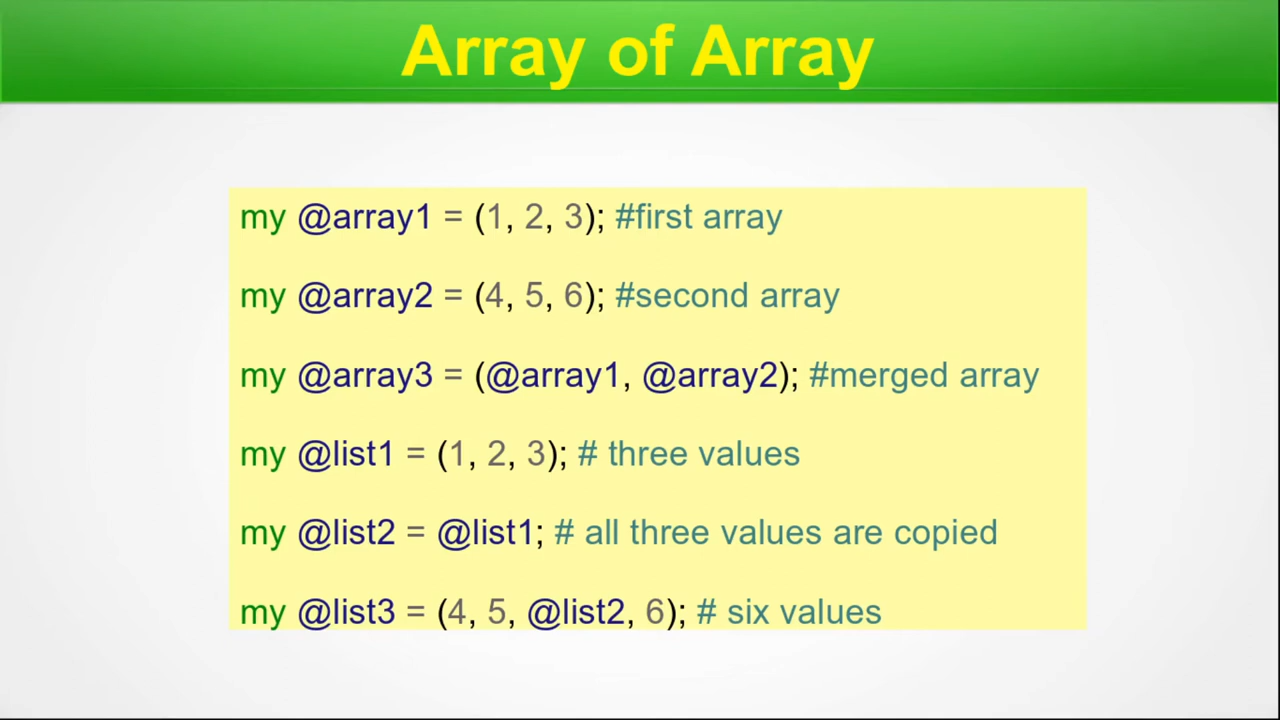 Array of Array
my @array1 = (1, 2, 3); #first array
my @array2 = (4, 5, 6); #second array
my @array3 = (@array1, @array2); #merged array
my @list1 = (1, 2, 3); # three values
my @list2 = @list1; # all three values are copied
my @list3 = (4, 5, @list2, 6); # six values